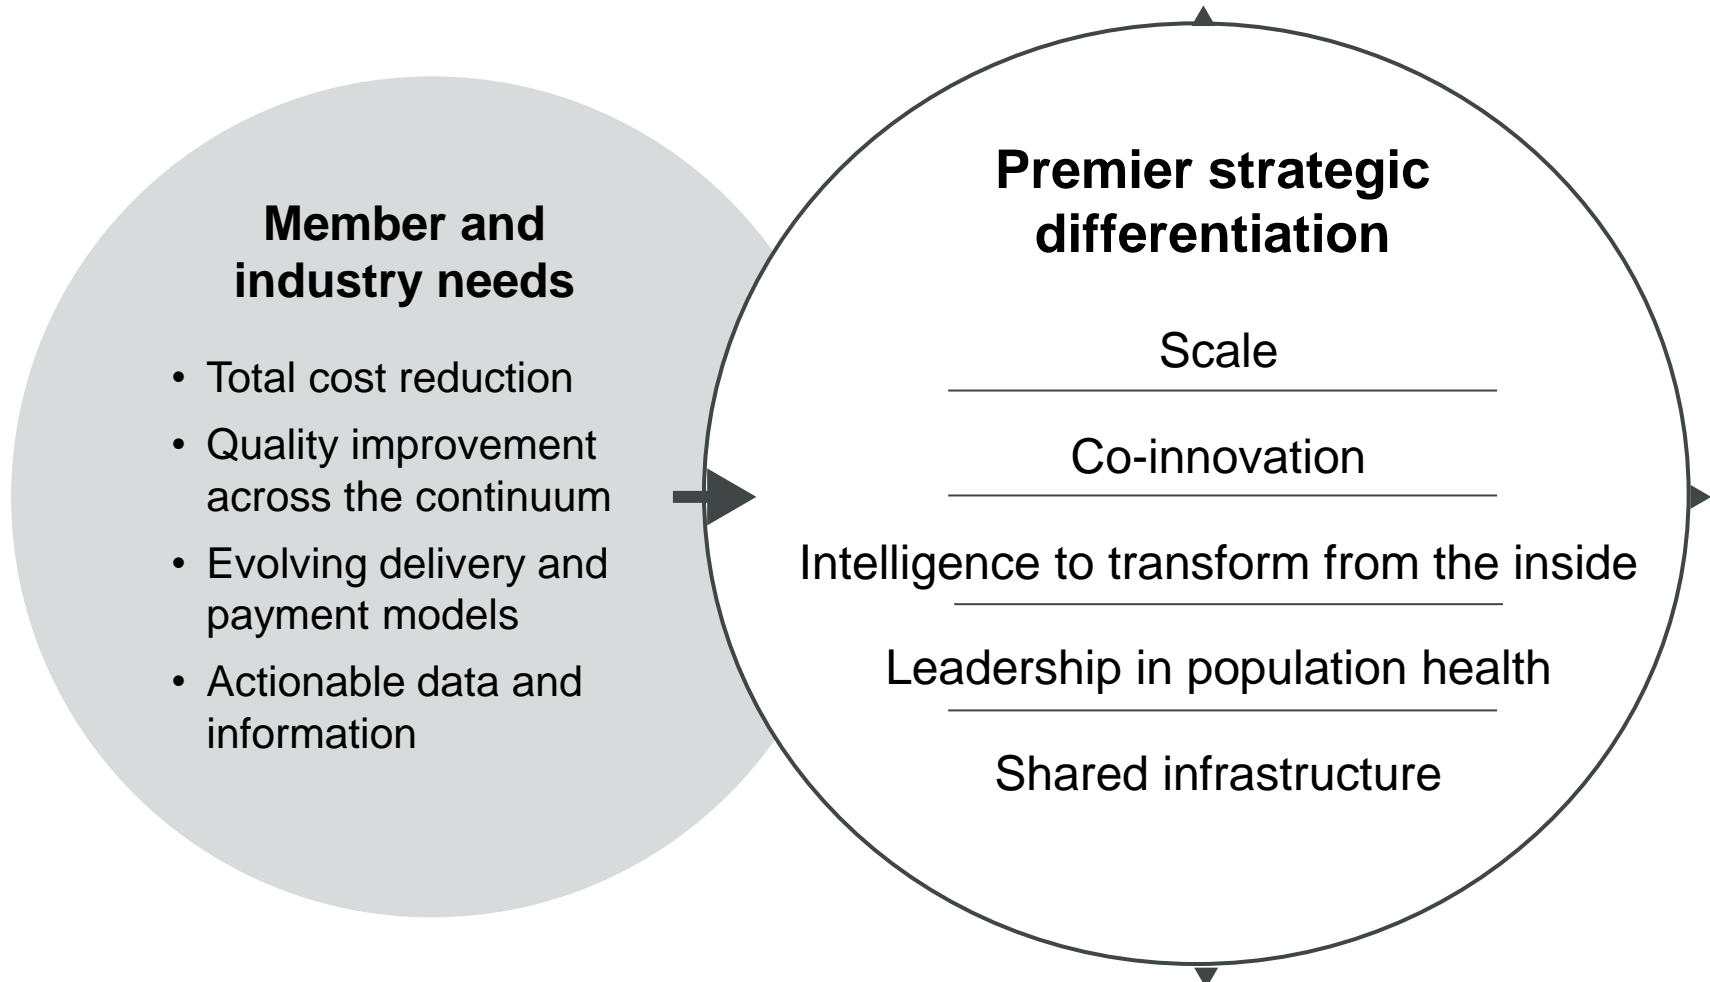 Member and
industry needs
• Total cost reduction
• Quality improvement
across the continuum
• Evolving delivery and
payment models
• Actionable data and
information
Premier strategic
differentiation
Scale
Co-innovation
Intelligence to transform from the inside
Leadership in population health
Shared infrastructure